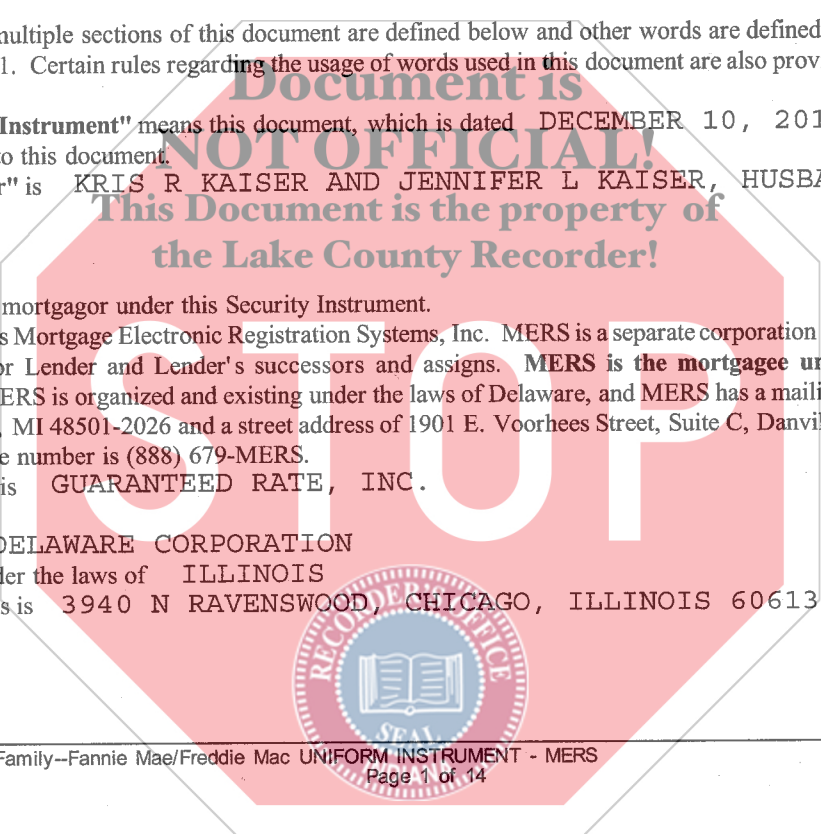 multiple sections of this document are defined below and other words are defined
1. Certain rules regarding the usage of words used in this document are also prov
Document is
Instrument" means this document, which is dated DECEMBER 10, 201
NOT OFFICIAL!
to this document.
r" is KRIS R KAISER AND JENNIFER L KAISER, HUSBA
This Document is the property of
the Lake County Recorder!
mortgagor under this Security Instrument.
s Mortgage Electronic Registration Systems, Inc. MERS is a separate corporation
or Lender and Lender's successors and assigns. MERS is the mortgagee un
ERS is organized and existing under the laws of Delaware, and MERS has a maili
, MI 48501-2026 and a street address of 1901 E. Voorhees Street, Suite C, Danvil
e number is (888) 679-MERS.
STOP
is GUARANTEED RATE, INC.
DELAWARE CORPORATION
der the laws of ILLINOIS
s is 3940 N RAVENSWOOD, CHICAGO, ILLINOIS 60613
RECORDER'S OFFICE
SEAL
INDIANA
Family--Fannie Mae/Freddie Mac UNIFORM INSTRUMENT - MERS
Page 1 of 14